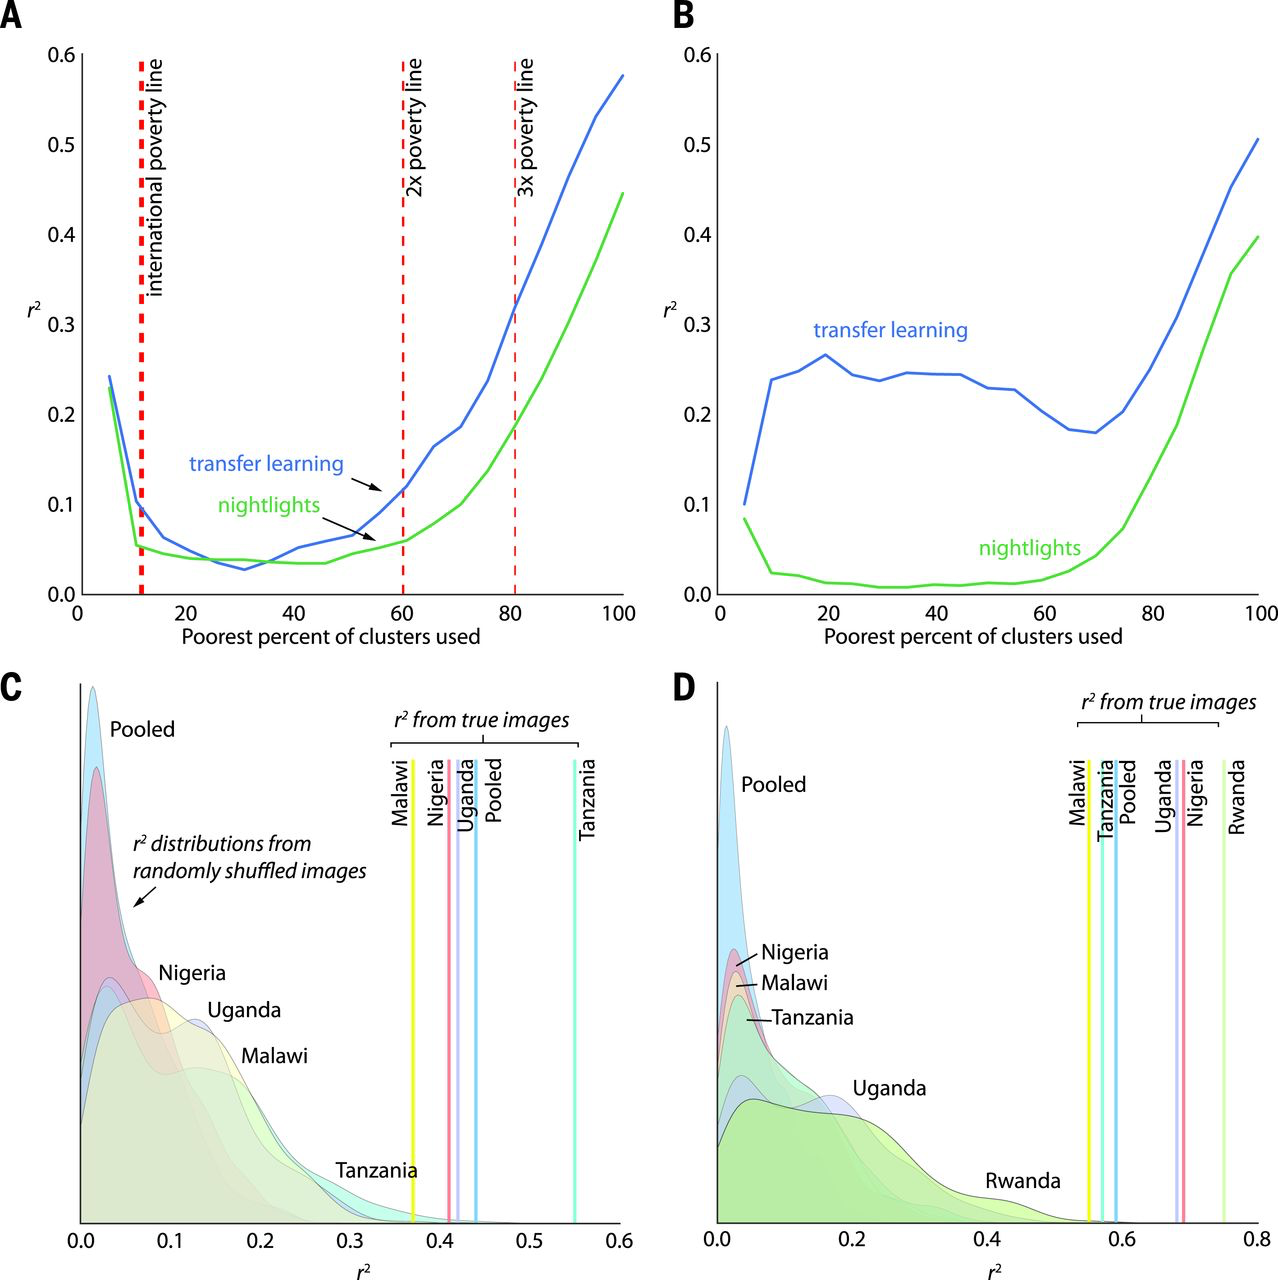 A
0.6
0.5
0.4
r²
0.3
0.2
0.1
0.0
international poverty line
2x poverty line
3x poverty line
transfer learning
nightlights
0
20
40
60
80
100
Poorest percent of clusters used
B
0.6
0.5
0.4
r²
0.3
0.2
0.1
0.0
transfer learning
nightlights
0
20
40
60
80
100
Poorest percent of clusters used
C
Pooled
r² from true images
Malawi
Nigeria
Uganda
Pooled
Tanzania
r² distributions from
randomly shuffled images
Nigeria
Uganda
Malawi
Tanzania
0.0
0.1
0.2
0.3
0.4
0.5
0.6
r²
D
r² from true images
Malawi
Tanzania
Pooled
Uganda
Nigeria
Rwanda
Pooled
Nigeria
Malawi
Tanzania
Uganda
Rwanda
0.0
0.2
0.4
0.6
0.8
r²